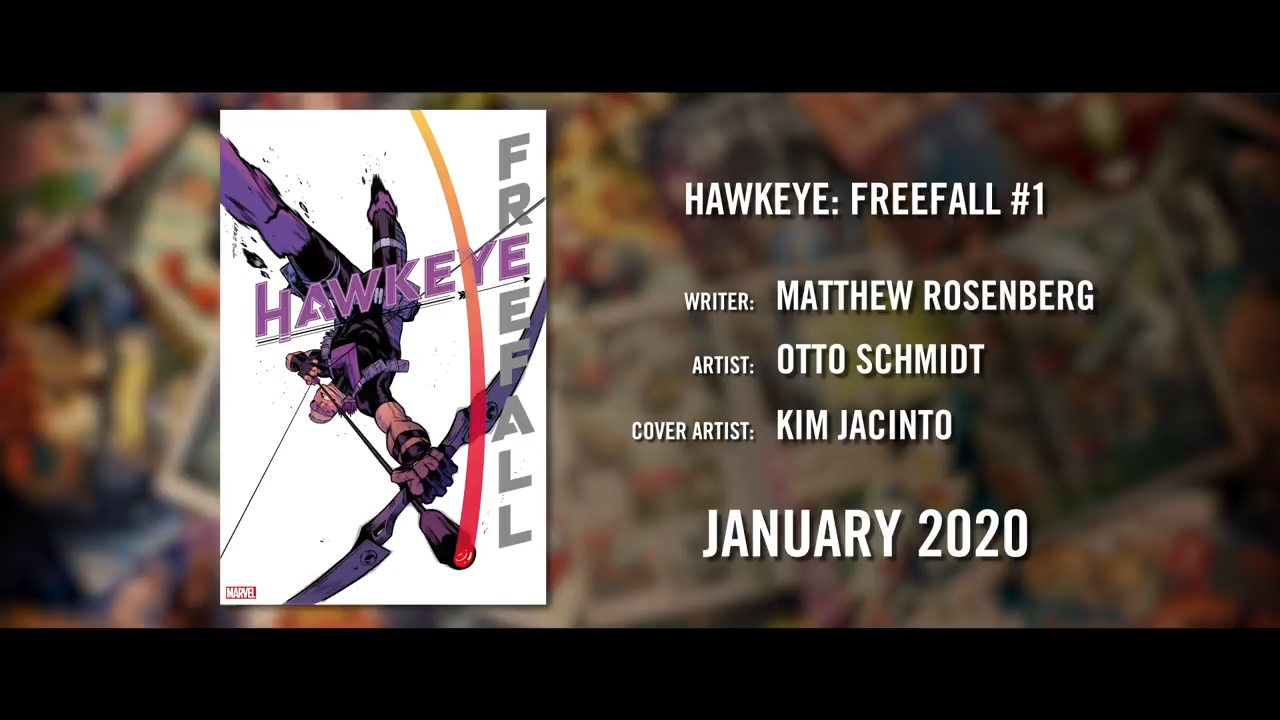 FREEFALL
HAWKEYE
MARVEL
HAWKEYE: FREEFALL #1
WRITER: MATTHEW ROSENBERG
ARTIST: OTTO SCHMIDT
COVER ARTIST: KIM JACINTO
JANUARY 2020